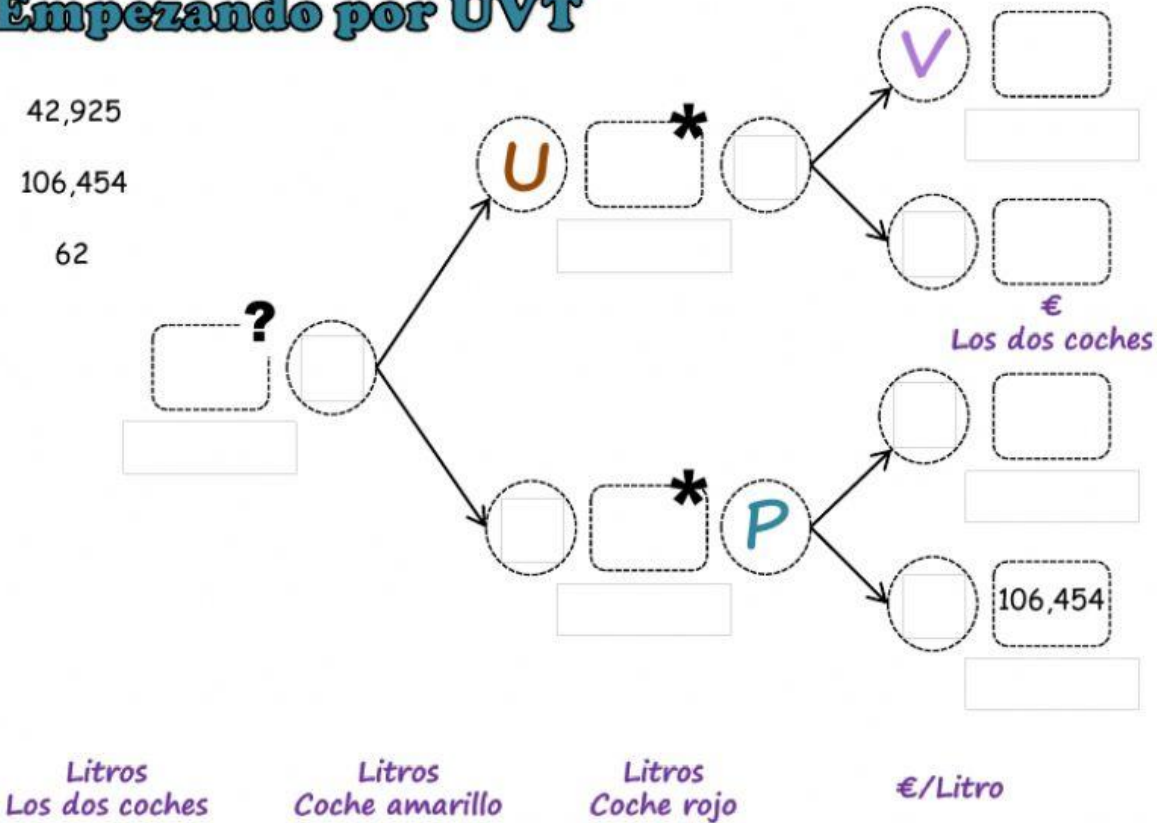 Empezando por UVT
42,925
106,454
62
V
U
*
€
Los dos coches
?
*
P
106,454
Litros
Los dos coches
Litros
Coche amarillo
Litros
Coche rojo
€/Litro